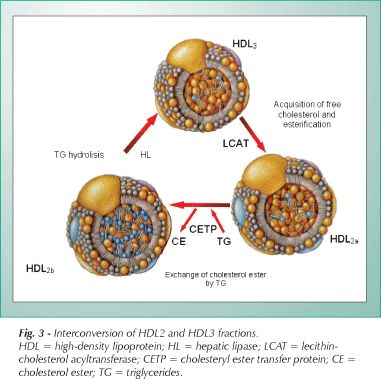 HDL3
Acquisition of free
cholesterol and
esterification
LCAT
TG hydrolisis
HL
HDL2b
CE
CETP
TG
HDL2a
Exchange of cholesterol ester
by TG
Fig. 3 - Interconversion of HDL2 and HDL3 fractions.
HDL = high-density lipoprotein; HL = hepatic lipase; LCAT = lecithin-
cholesterol acyltransferase; CETP = cholesteryl ester transfer protein; CE =
cholesterol ester; TG = triglycerides.